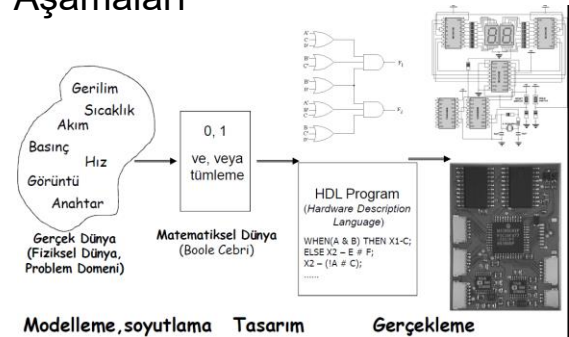 Aşamaları
Gerilim
Sıcaklık
Akım
Basınç
Hız
Görüntü
Anahtar
Gerçek Dünya
(Fiziksel Dünya,
Problem Domeni)
0, 1
ve, veya
tümleme
Matematiksel Dünya
(Boole Cebri)
F₁
F₂
HDL Program
(Hardware Description
Language)
WHEN(A & B) THEN X1-C;
ELSE X2 – E # F;
X2 – (!A # C);
......
Modelleme,soyutlama Tasarım Gerçekleme